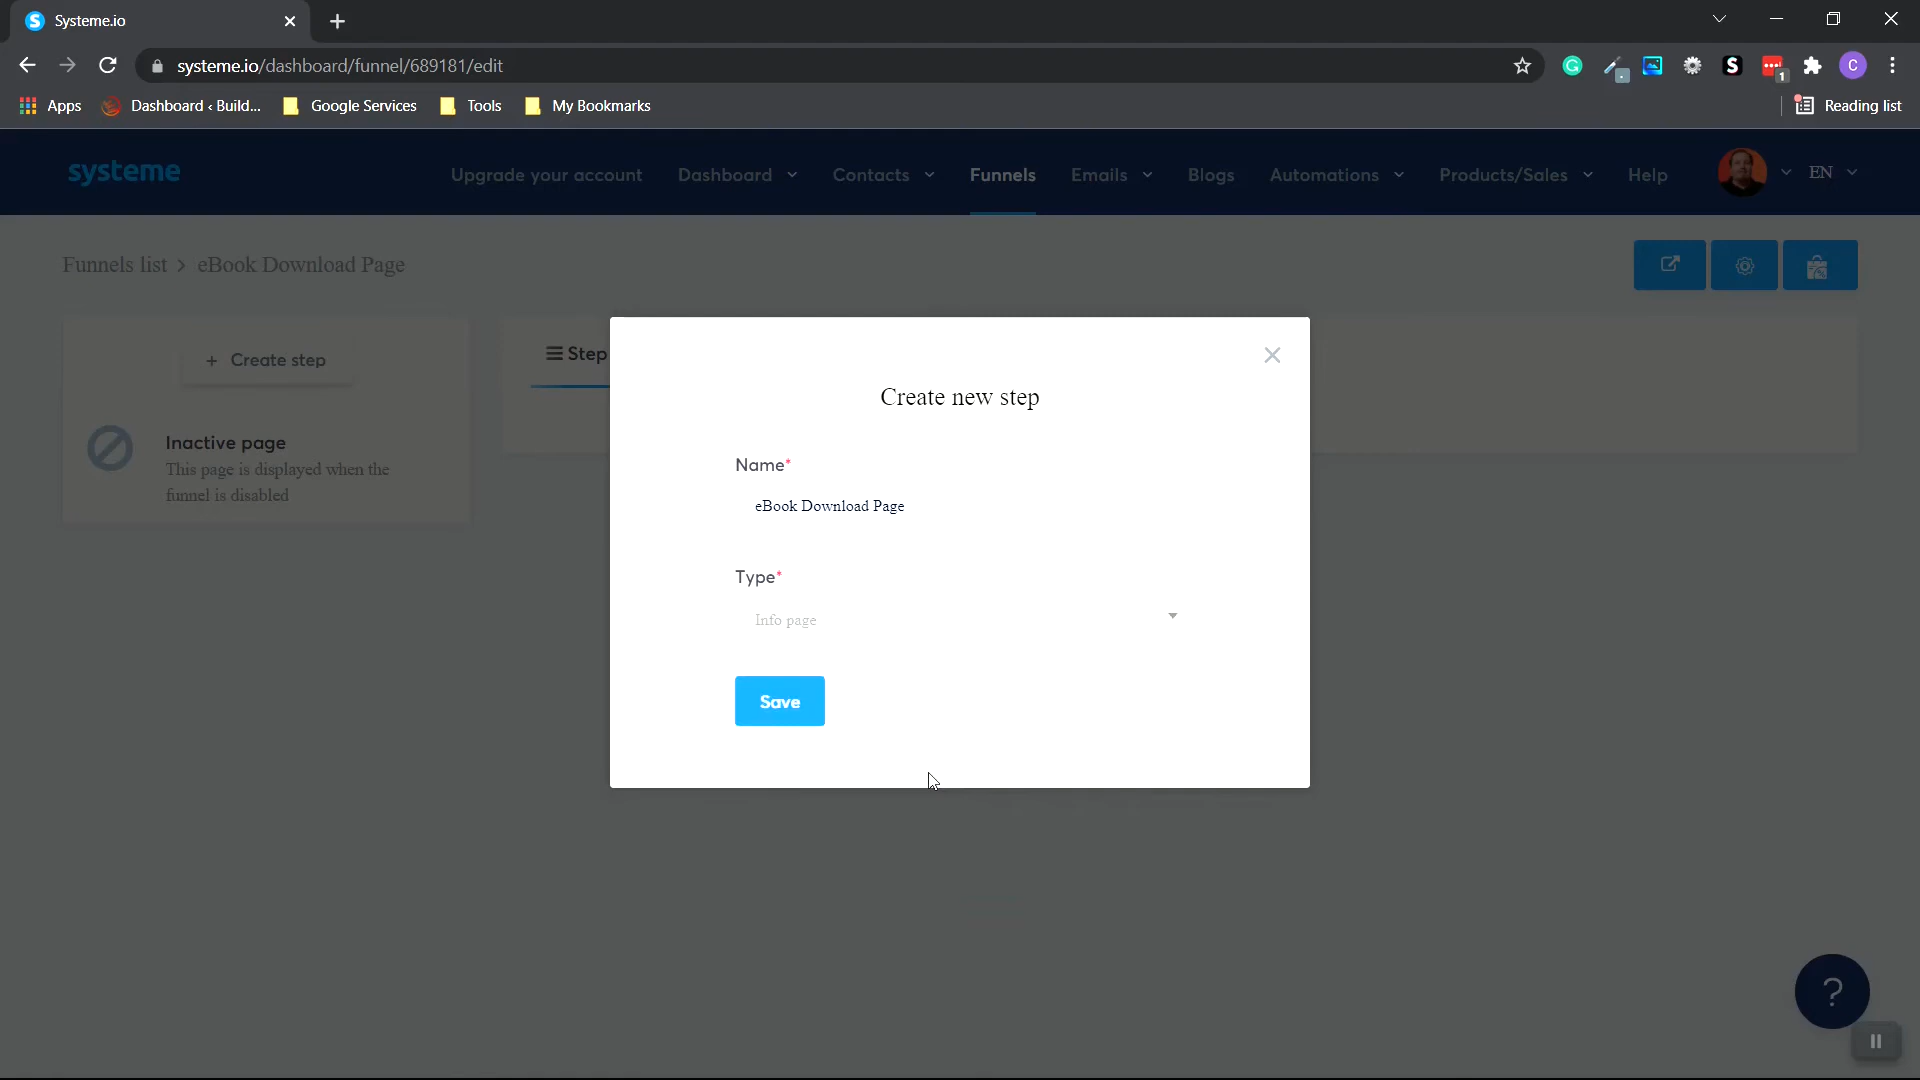 Systeme.io
systeme.io/dashboard/funnel/689181/edit
1
C
Apps
Dashboard ‹ Build...
Google Services
Tools
My Bookmarks
Reading list
systeme
Upgrade your account
Dashboard
Contacts
Funnels
Emails
Blogs
Automations
Products/Sales
Help
EN
Funnels list > eBook Download Page
+ Create step
Step
Inactive page
This page is displayed when the
funnel is disabled
Create new step
Name*
eBook Download Page
Type*
Info page
Save
?